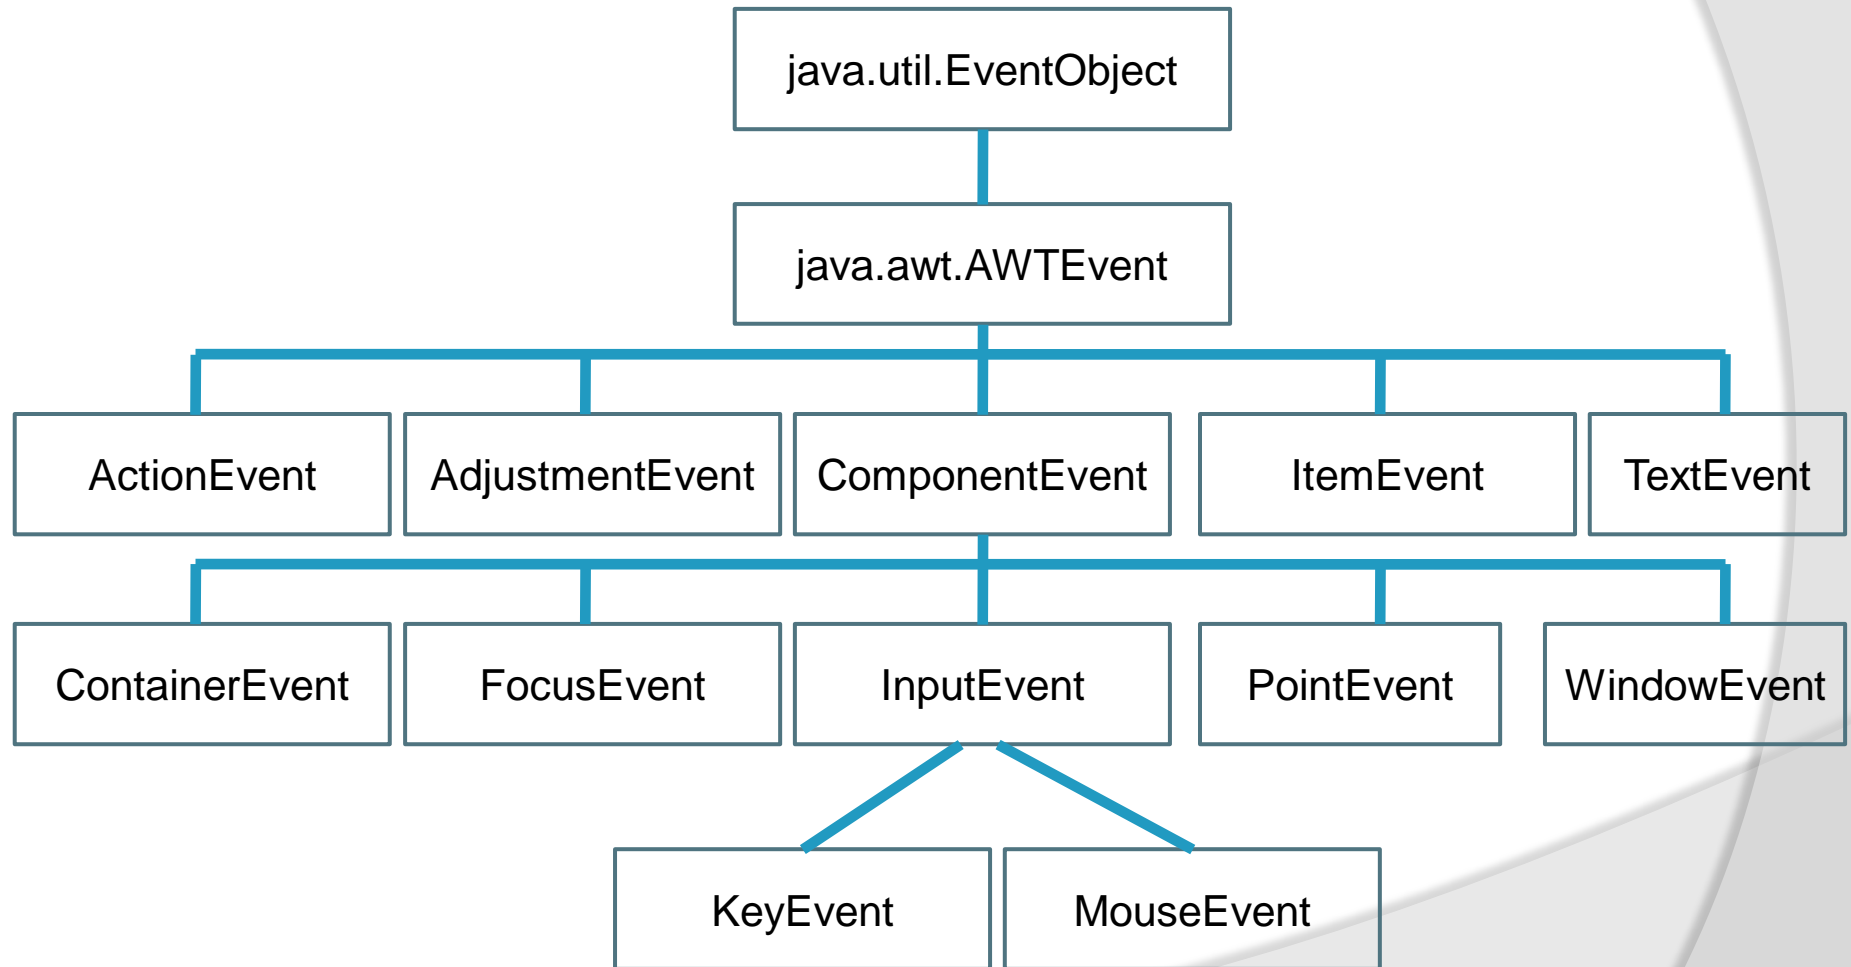 java.util.EventObject
java.awt.AWTEvent
ActionEvent
AdjustmentEvent
ComponentEvent
ItemEvent
TextEvent
ContainerEvent
FocusEvent
InputEvent
PointEvent
WindowEvent
KeyEvent
MouseEvent